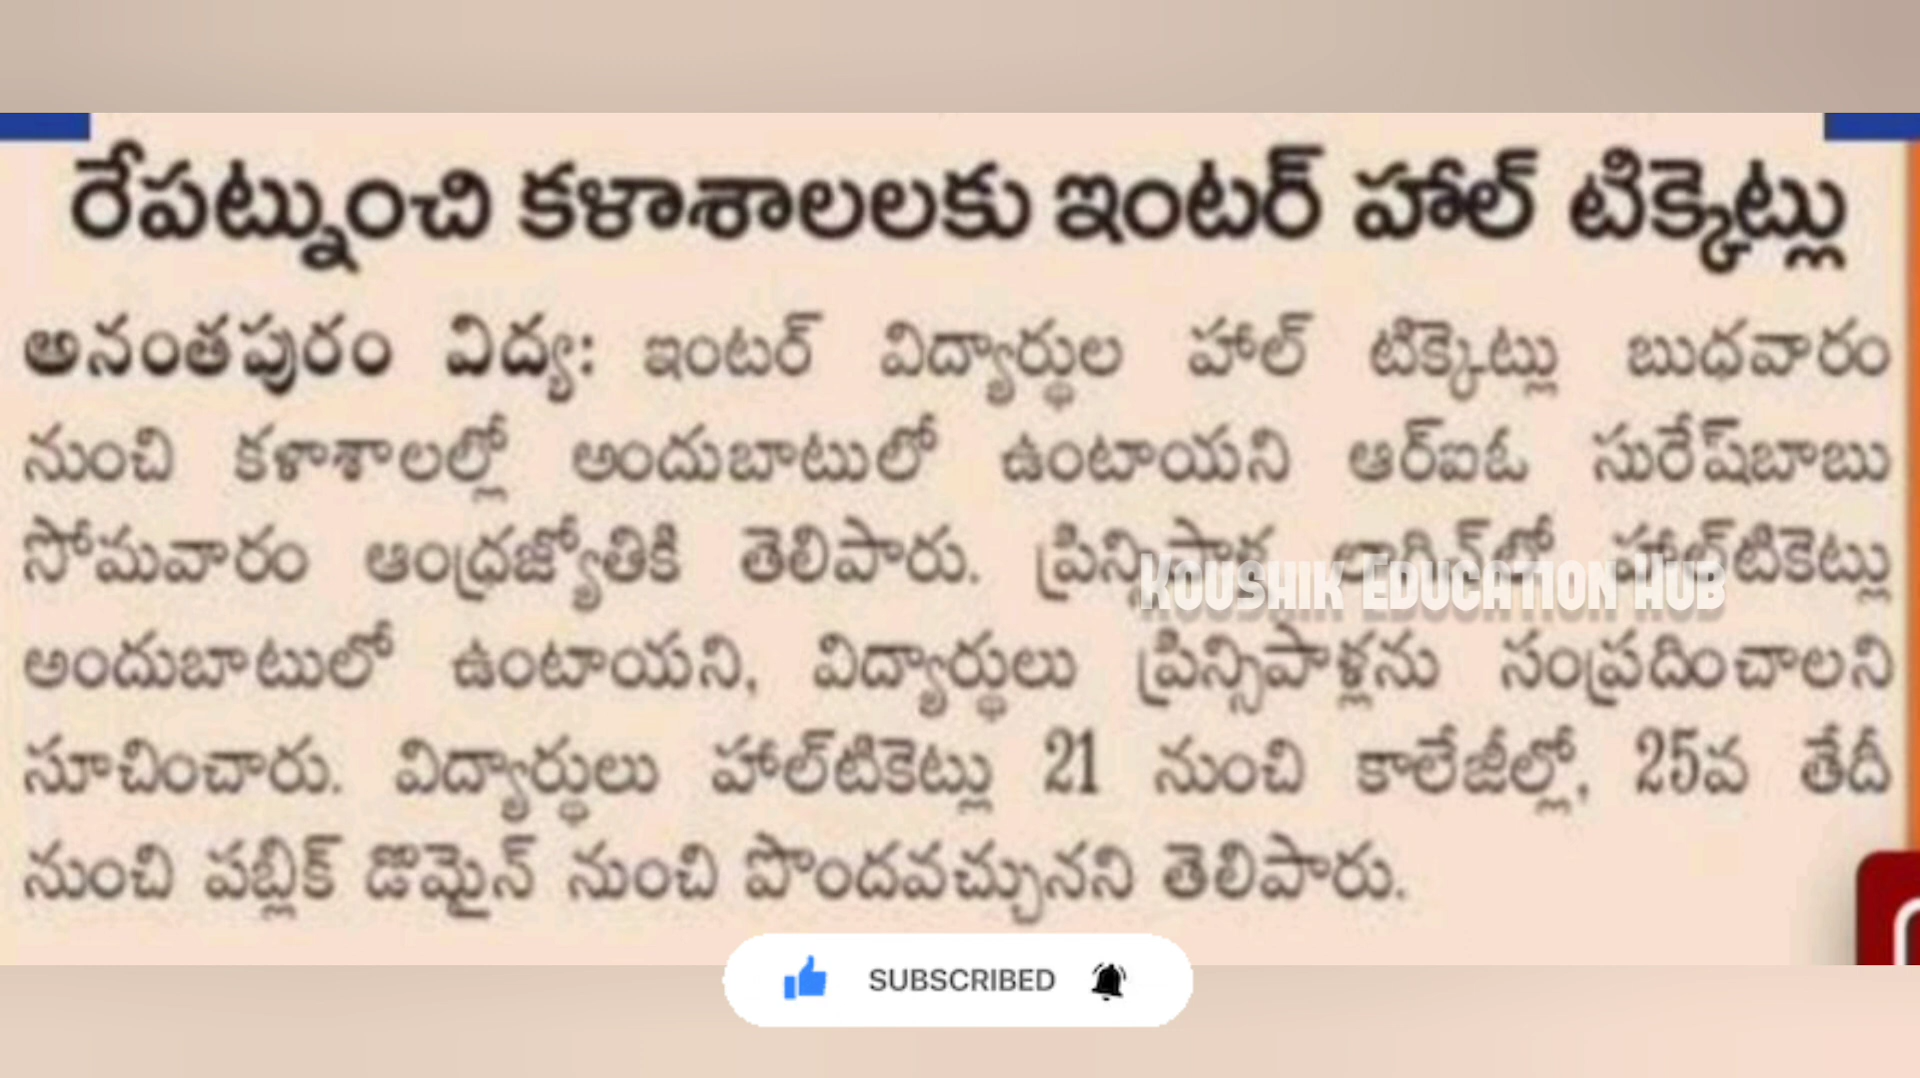 రేపట్నుంచి కళాశాలలకు ఇంటర్ హాల్ టిక్కెట్లు
అనంతపురం విద్య: ఇంటర్ విద్యార్థుల హాల్ టిక్కెట్లు బుధవారం
నుంచి కళాశాలల్లో అందుబాటులో ఉంటాయని ఆర్ఐఓ సురేష్‌బాబు
సోమవారం ఆంధ్రజ్యోతికి తెలిపారు. హాల్‌టికెట్లు
Koushik Education Hub
అందుబాటులో ఉంటాయని, విద్యార్థులు ప్రిన్సిపాళ్లను సంప్రదించాలని
సూచించారు. విద్యార్థులు హాల్‌టికెట్లు 21 నుంచి కాలేజీల్లో, 25వ తేదీ
నుంచి పబ్లిక్ డొమైన్ నుంచి పొందవచ్చునని తెలిపారు.
SUBSCRIBED